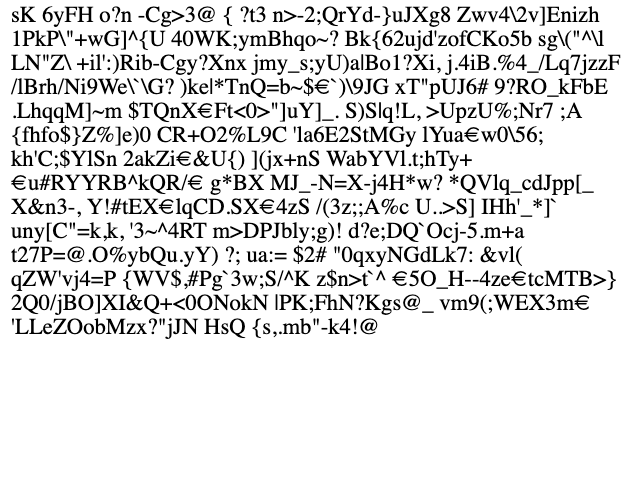 sK 6yFH o?n -Cg>3@ { ?t3 n>-2;QrYd-}uJXg8 Zwv4\2v]Enizh
1PkP\"+wG]^{U 40WK;ymBhqo~? Bk{62ujd'zofCKo5b sg\("^\l
LN"Z\ +il':)Rib-Cgy?Xnx jmy_s;yU)a|Bo1?Xi, j.4iB.%4_/Lq7jzzF
/lBrh/Ni9We\`\G? )ke|*TnQ=b~$€`)\9JG xT"pUJ6# 9?RO_kFbE
.LhqqM]~m $TQnX€Ft<0>"]uY]_. S)S|q!L, >UpzU%;Nr7 ;A
{fhfo$}Z%]e)0 CR+O2%L9C 'la6E2StMGy lYua€w0\56;
kh'C;$YlSn 2akZi€&U{) ](jx+nS WabYVl.t;hTy+
€u#RYYRB^kQR/€ g*BX MJ_-N=X-j4H*w? *QVlq_cdJpp[_
X&n3-, Y!#tEX€lqCD.SX€4zS /(3z;;A%c U..>S] IHh'_*]`
uny[C"=k,k, '3~^4RT m>DPJbly;g)! d?e;DQ`Ocj-5.m+a
t27P=@.O%ybQu.yY) ?; ua:= $2# "0qxyNGdLk7: &vl(
qZW'vj4=P {WV$,#Pg`3w;S/^K z$n>t`^ €5O_H--4ze€tcMTB>}
2Q0/jBO]XI&Q+<0ONokN |PK;FhN?Kgs@_ vm9(;WEX3m€
'LLeZOobMzx?"jJN HsQ {s,.mb"-k4!@